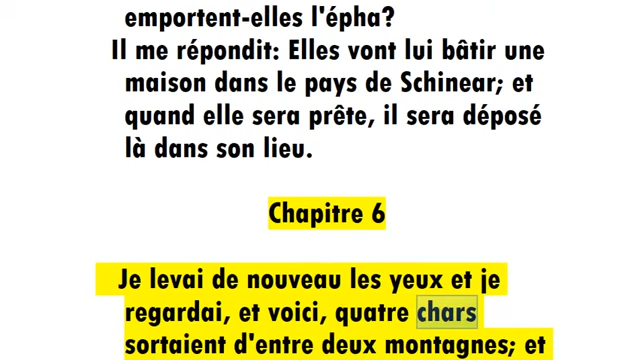 emportent-elles l'épha?
Il me répondit: Elles vont lui bâtir une
maison dans le pays de Schinear; et
quand elle sera prête, il sera déposé
là dans son lieu.
Chapitre 6
Je levai de nouveau les yeux et je
regardai, et voici, quatre chars
sortaient d'entre deux montagnes; et